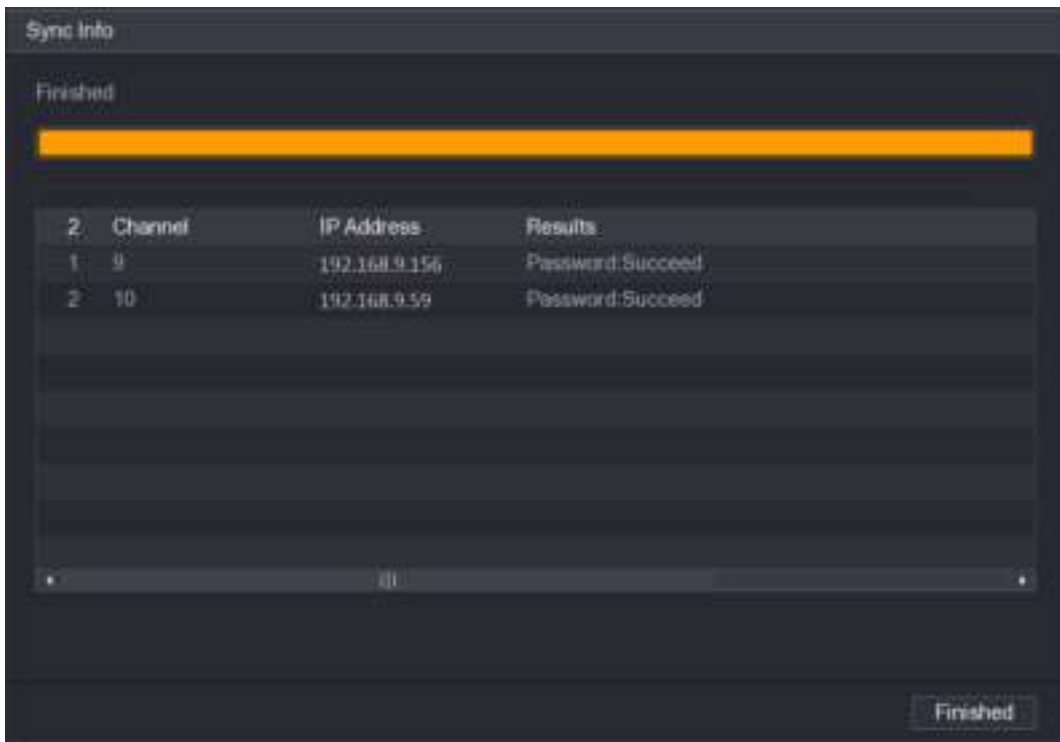 Sync Info
Finished
2 Channel IP Address Results
1 9 192.168.9.156 Password:Succeed
2 10 192.168.9.59 Password:Succeed
Finished